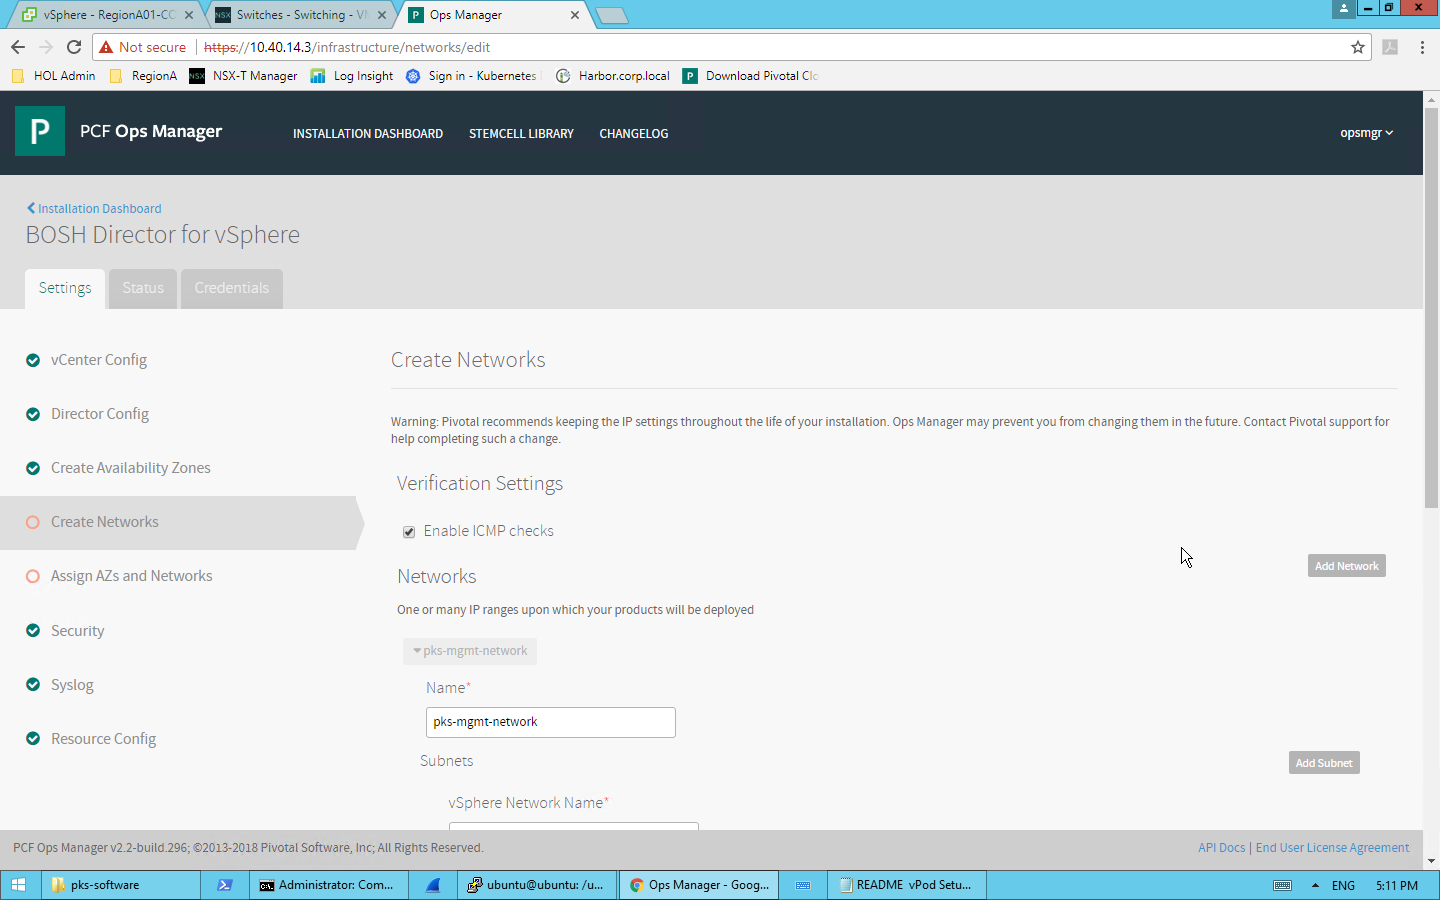 vSphere - RegionA01-CC
Switches - Switching - VM
Ops Manager
Not secure
https://10.40.14.3/infrastructure/networks/edit
HOL Admin
RegionA
NSX-T Manager
Log Insight
Sign in - Kubernetes
Harbor.corp.local
Download Pivotal Clo
P
PCF Ops Manager
INSTALLATION DASHBOARD
STEMCELL LIBRARY
CHANGELOG
opsmgr
Installation Dashboard
BOSH Director for vSphere
Settings
Status
Credentials
vCenter Config
Director Config
Create Availability Zones
Create Networks
Assign AZs and Networks
Security
Syslog
Resource Config
Create Networks
Warning: Pivotal recommends keeping the IP settings throughout the life of your installation. Ops Manager may prevent you from changing them in the future. Contact Pivotal support for
help completing such a change.
Verification Settings
Enable ICMP checks
Networks
Add Network
One or many IP ranges upon which your products will be deployed
pks-mgmt-network
Name*
pks-mgmt-network
Subnets
Add Subnet
vSphere Network Name*
PCF Ops Manager v2.2-build.296; ©2013-2018 Pivotal Software, Inc; All Rights Reserved.
API Docs | End User License Agreement
pks-software
Administrator: Com...
ubuntu@ubuntu: /u...
Ops Manager - Goog...
README vPod Setu...
ENG
5:11 PM